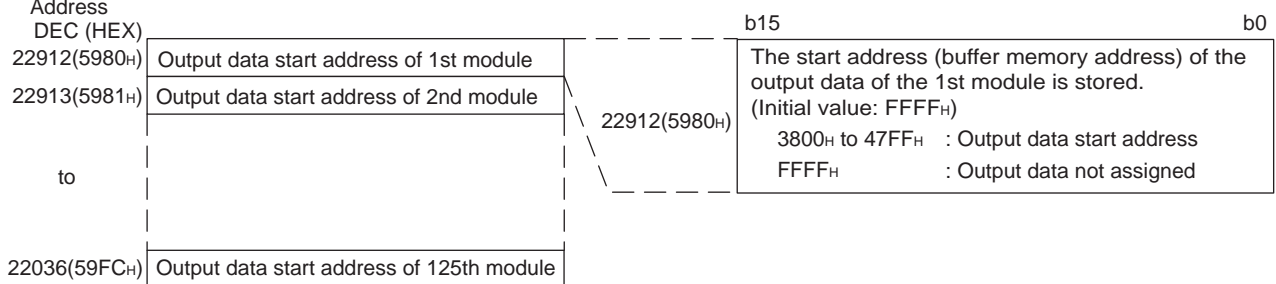 Address
DEC (HEX)
22912(5980H) Output data start address of 1st module
22913(5981H) Output data start address of 2nd module
to
22036(59FCH) Output data start address of 125th module
b15 b0
22912(5980H)
The start address (buffer memory address) of the
output data of the 1st module is stored.
(Initial value: FFFFH)
3800H to 47FFH : Output data start address
FFFFH : Output data not assigned